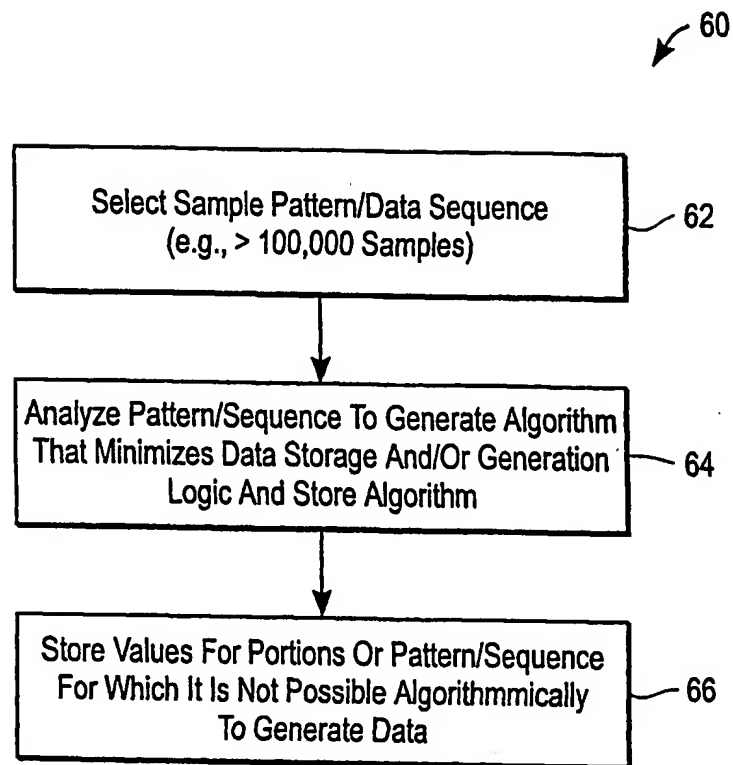 60
Select Sample Pattern/Data Sequence
(e.g., > 100,000 Samples)
62
Analyze Pattern/Sequence To Generate Algorithm
That Minimizes Data Storage And/Or Generation
Logic And Store Algorithm
64
Store Values For Portions Or Pattern/Sequence
For Which It Is Not Possible Algorithmmically
To Generate Data
66